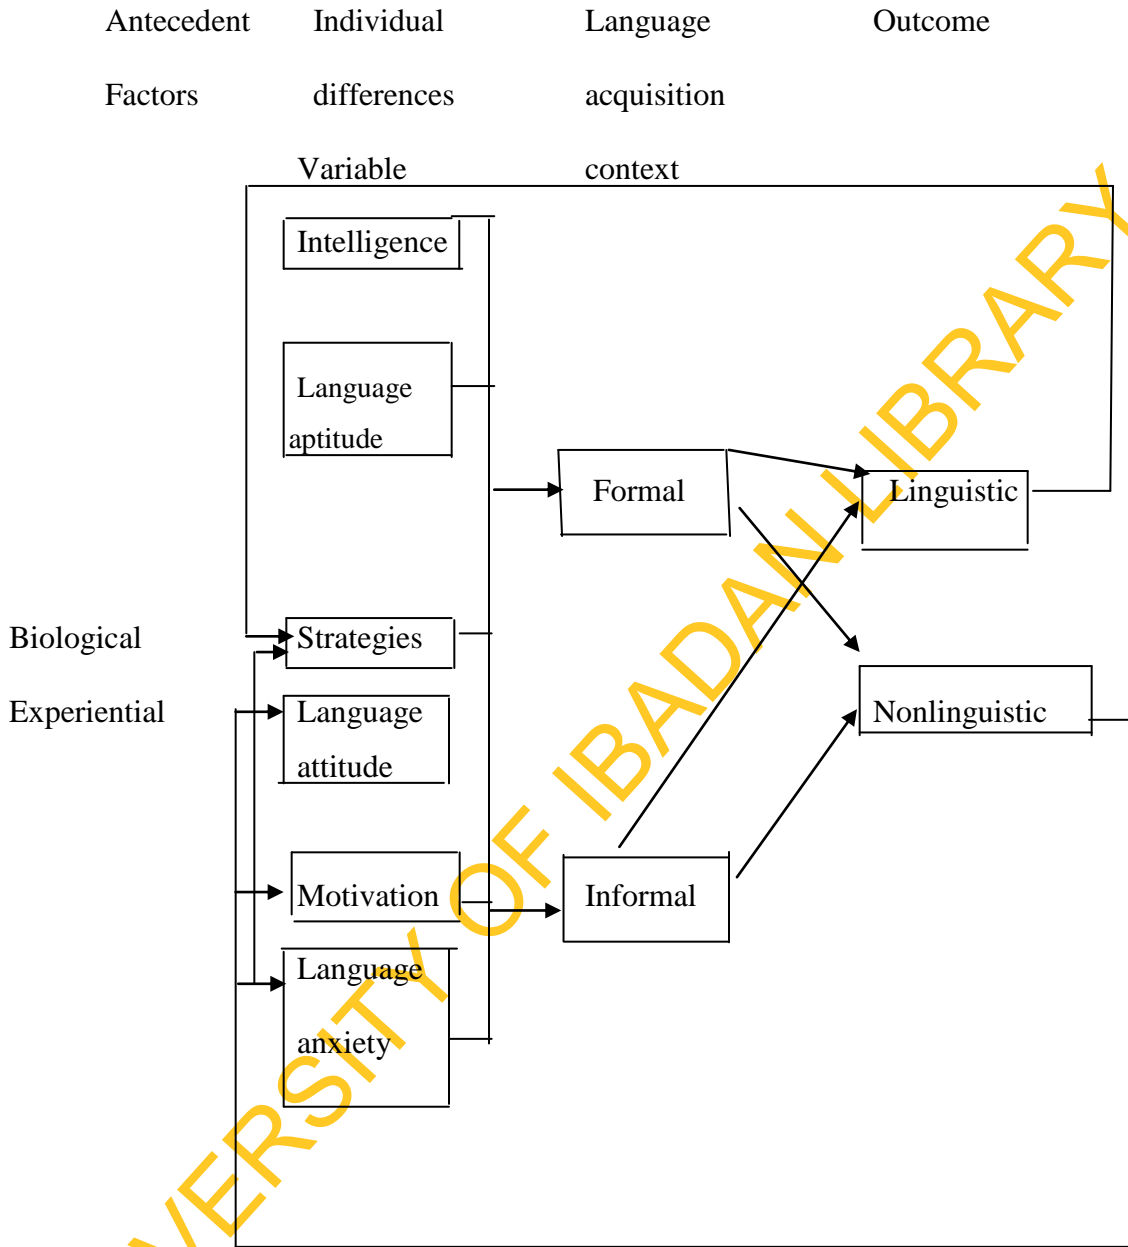 Antecedent Individual Language Outcome
Factors differences acquisition
Variable context
Intelligence
Language
aptitude
Formal Linguistic
Biological Strategies
Experiential Language Nonlinguistic
attitude
Motivation Informal
Language
anxiety
VERSITY OF IBADAN LIBRARY